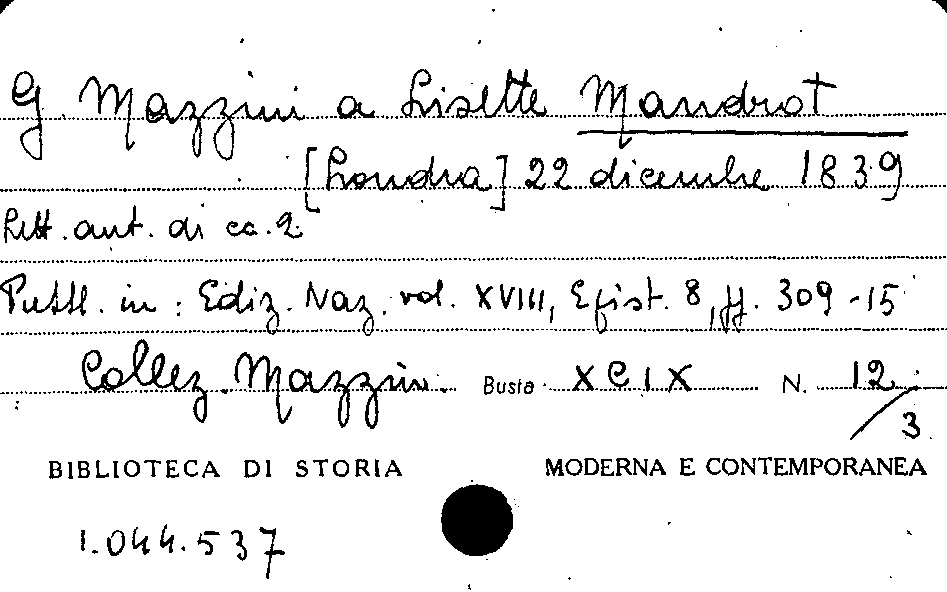 G. Mazzini a Lisette Mandrot
[Londra] 22 dicembre 1839
Lett. aut. di cc. 2
Pubbl. in: Ediz. Naz. vol. XVIII, Epist. 8, pp. 309-15
Collez. Mazzini. Busta XCIX N. 12/3
BIBLIOTECA DI STORIA MODERNA E CONTEMPORANEA
1.044.537